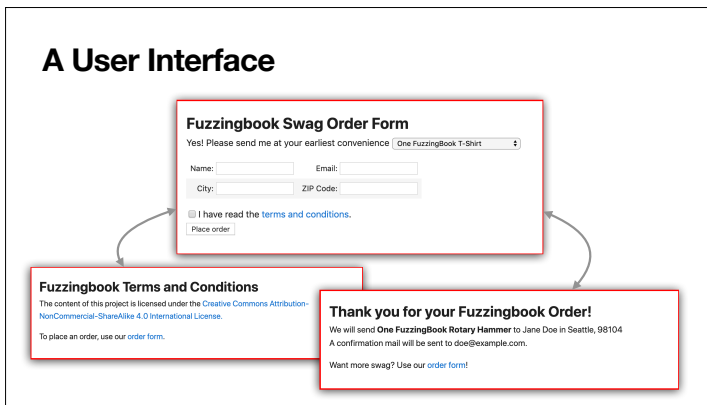 A User Interface
Fuzzingbook Swag Order Form
Yes! Please send me at your earliest convenience One FuzzingBook T-Shirt
Name: Email:
City: ZIP Code:
I have read the terms and conditions.
Place order
Fuzzingbook Terms and Conditions
The content of this project is licensed under the Creative Commons Attribution-
NonCommercial-ShareAlike 4.0 International License.
To place an order, use our order form.
Thank you for your Fuzzingbook Order!
We will send One FuzzingBook Rotary Hammer to Jane Doe in Seattle, 98104
A confirmation mail will be sent to doe@example.com.
Want more swag? Use our order form!